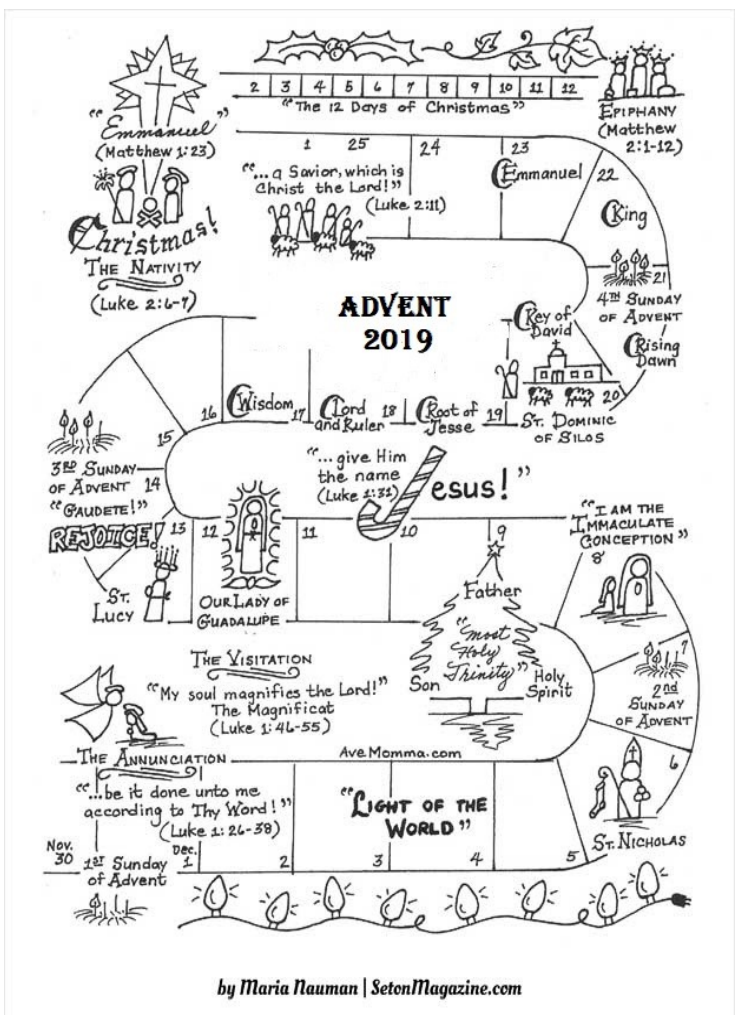 2 3 4 5 6 7 8 9 10 11 12
"The 12 Days of Christmas"
EPIPHANY
(Matthew
2:1-12)
"Emmanuel"
(Matthew 1:23)
Christmas!
THE NATIVITY
(Luke 2:6-7)
1 25 24 23 22
"...a Savior, which is
Christ the Lord!"
(Luke 2:11)
Emmanuel
King
21
4TH SUNDAY
OF ADVENT
Rising
Dawn
ADVENT
2019
Key of
David
20
ST. DOMINIC
OF SILOS
16
Wisdom
17
Lord
and Ruler
18
Root of
Jesse
19
15
3RD SUNDAY
OF ADVENT
"GAUDETE!"
REJOICE!
14
"...give Him
the name
(Luke 1:31)
Jesus!"
13 12 11 10 9
ST.
LUCY
OUR LADY OF
GUADALUPE
"I AM THE
IMMACULATE
CONCEPTION"
8
Father
"Most
Holy
Trinity"
Son
Holy
Spirit
7
2nd
SUNDAY
OF ADVENT
THE VISITATION
"My soul magnifies the Lord!"
The Magnificat
(Luke 1:46-55)
AveMomma.com
THE ANNUNCIATION
"...be it done unto me
according to Thy Word!"
(Luke 1:26-38)
"LIGHT OF THE
WORLD"
6
ST. NICHOLAS
Nov.
30
1ST Sunday
of Advent
Dec.
1 2 3 4 5
by Maria Nauman | SetonMagazine.com